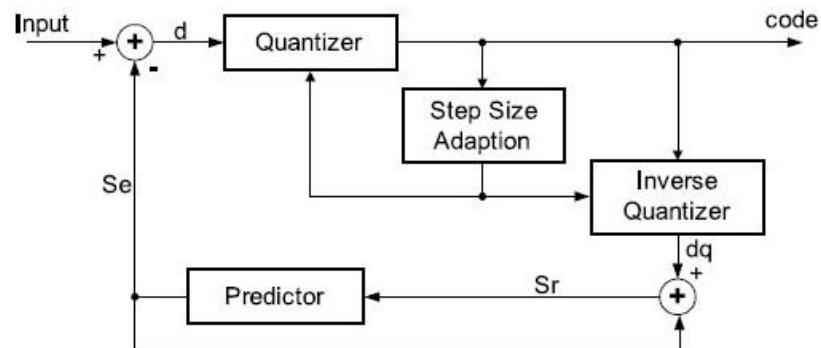 Input
code
+
+
d
-
Quantizer
Step Size
Adaption
Se
Inverse
Quantizer
dq
+
Predictor
Sr
+